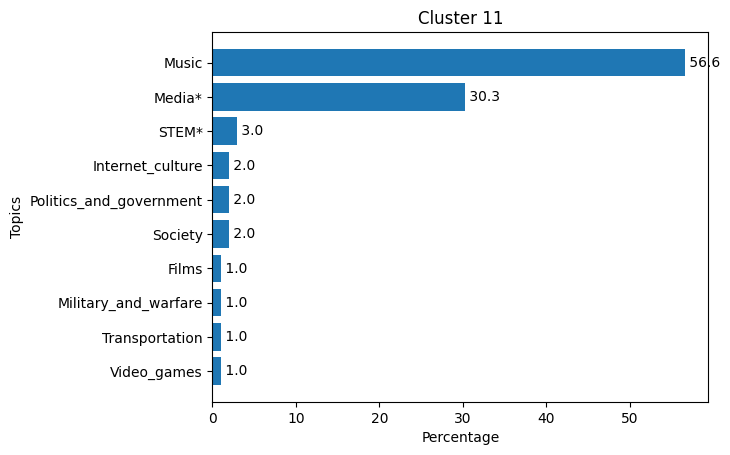 Cluster 11
Topics
Music 56.6
Media* 30.3
STEM* 3.0
Internet_culture 2.0
Politics_and_government 2.0
Society 2.0
Films 1.0
Military_and_warfare 1.0
Transportation 1.0
Video_games 1.0
0 10 20 30 40 50
Percentage